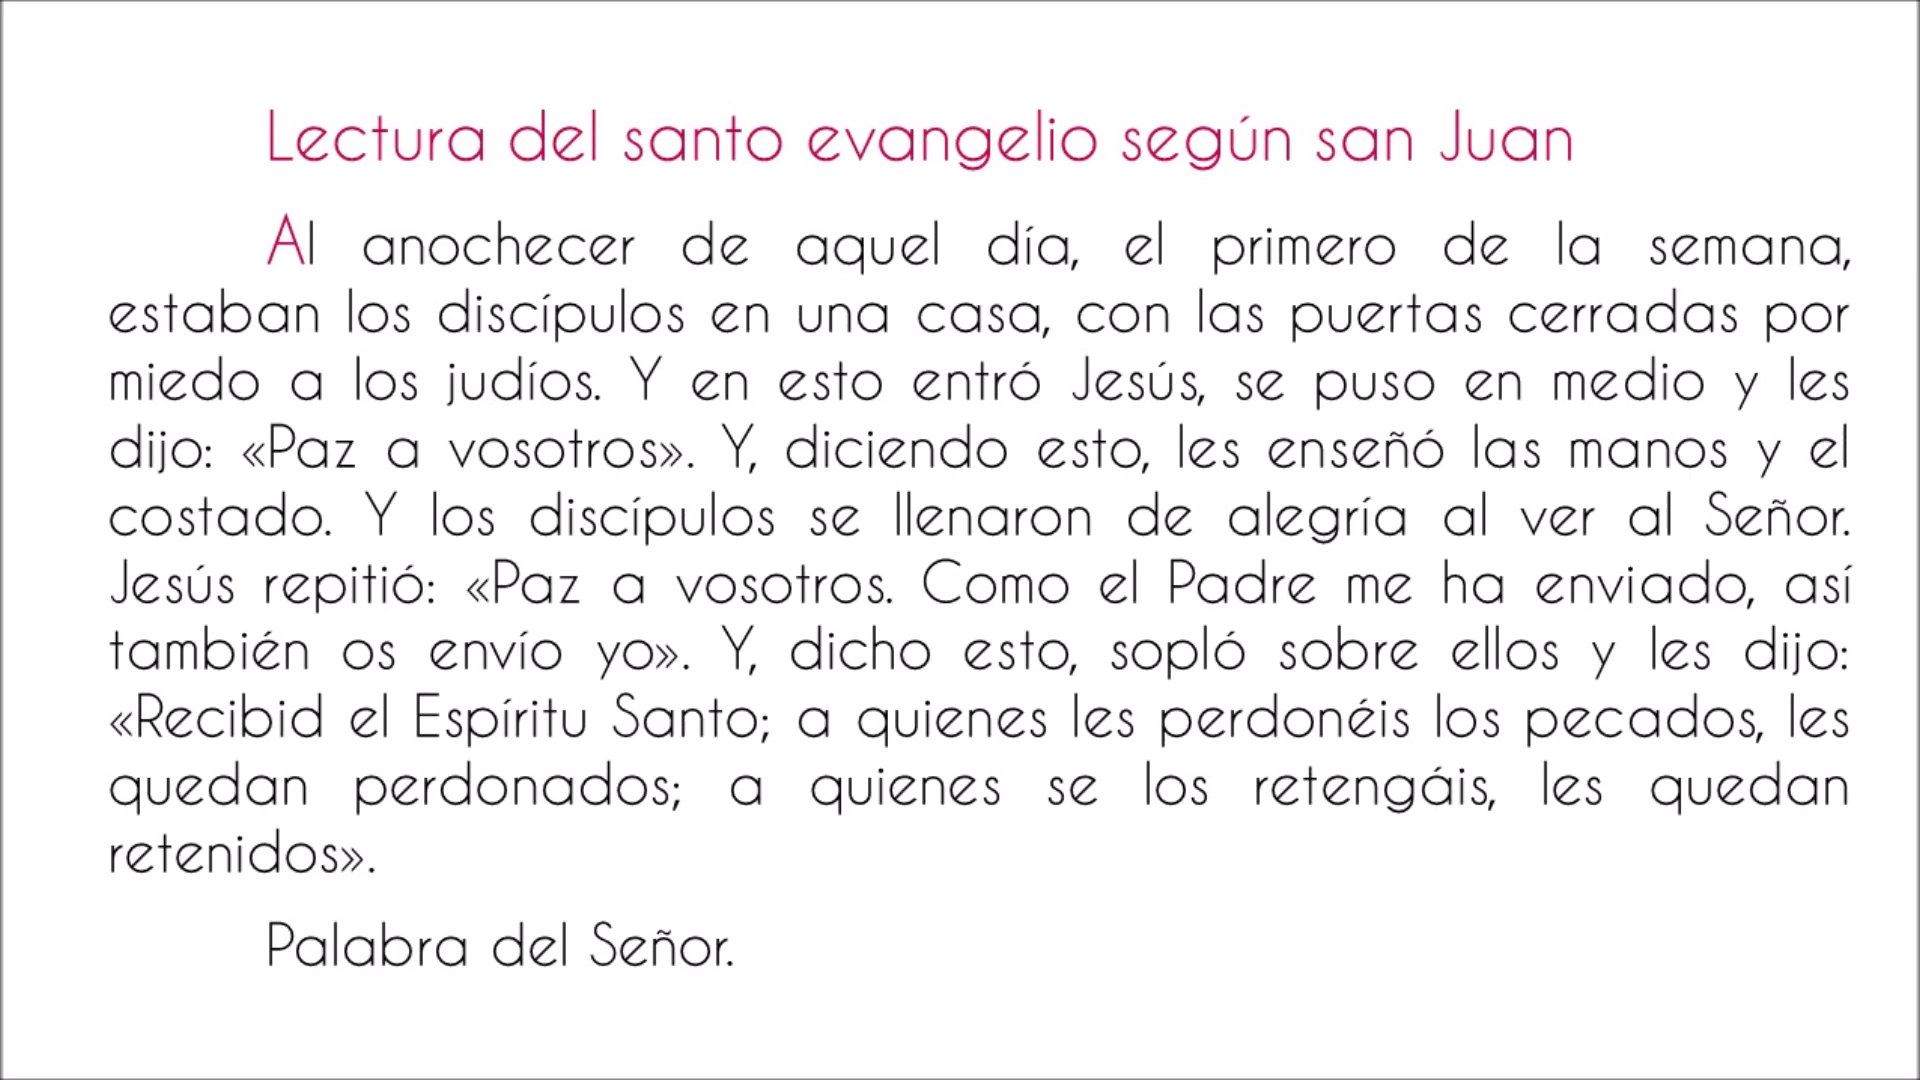 Lectura del santo evangelio según san Juan
Al anochecer de aquel día, el primero de la semana,
estaban los discípulos en una casa, con las puertas cerradas por
miedo a los judíos. Y en esto entró Jesús, se puso en medio y les
dijo: «Paz a vosotros». Y, diciendo esto, les enseñó las manos y el
costado. Y los discípulos se llenaron de alegría al ver al Señor.
Jesús repitió: «Paz a vosotros. Como el Padre me ha enviado, así
también os envío yo». Y, dicho esto, sopló sobre ellos y les dijo:
«Recibid el Espíritu Santo; a quienes les perdonéis los pecados, les
quedan perdonados; a quienes se los retengáis, les quedan
retenidos».
Palabra del Señor.